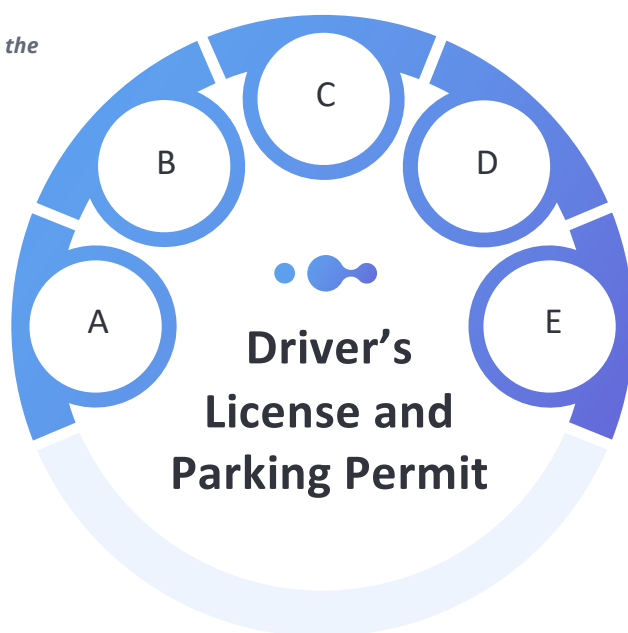 the
C
B
D
A
E
Driver’s
License and
Parking Permit